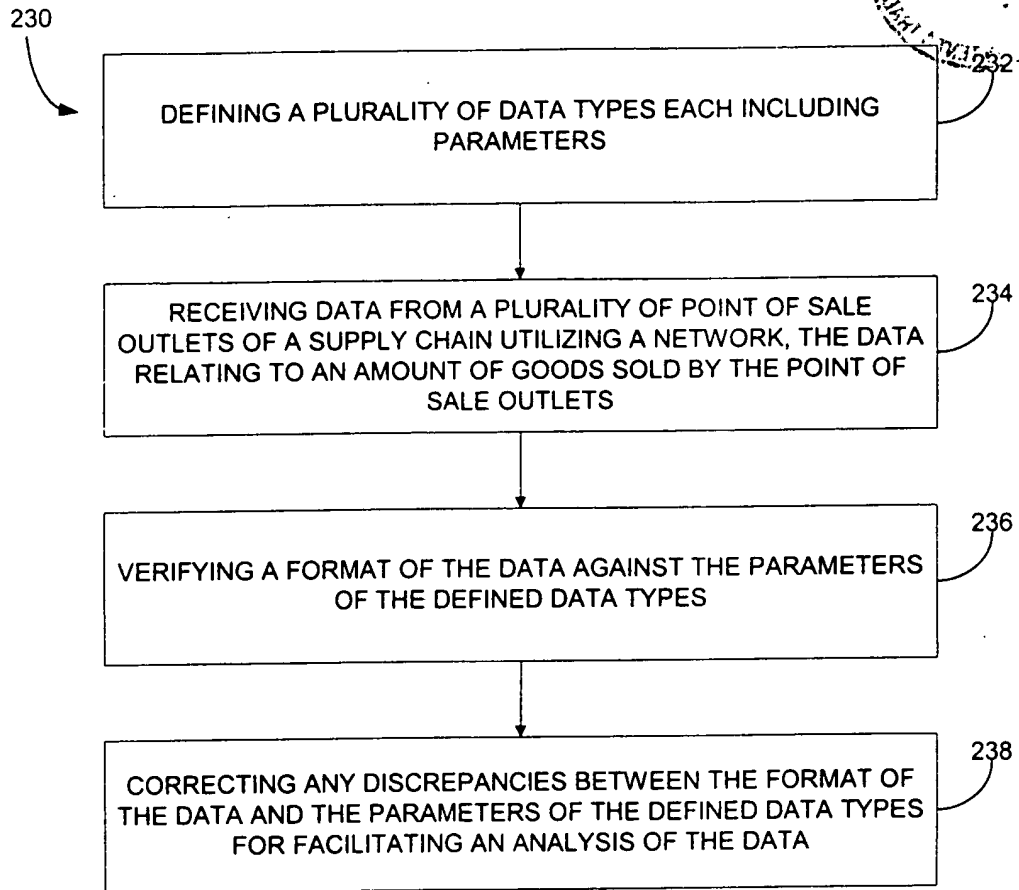 230
232
DEFINING A PLURALITY OF DATA TYPES EACH INCLUDING
PARAMETERS
234
RECEIVING DATA FROM A PLURALITY OF POINT OF SALE
OUTLETS OF A SUPPLY CHAIN UTILIZING A NETWORK, THE DATA
RELATING TO AN AMOUNT OF GOODS SOLD BY THE POINT OF
SALE OUTLETS
236
VERIFYING A FORMAT OF THE DATA AGAINST THE PARAMETERS
OF THE DEFINED DATA TYPES
238
CORRECTING ANY DISCREPANCIES BETWEEN THE FORMAT OF
THE DATA AND THE PARAMETERS OF THE DEFINED DATA TYPES
FOR FACILITATING AN ANALYSIS OF THE DATA